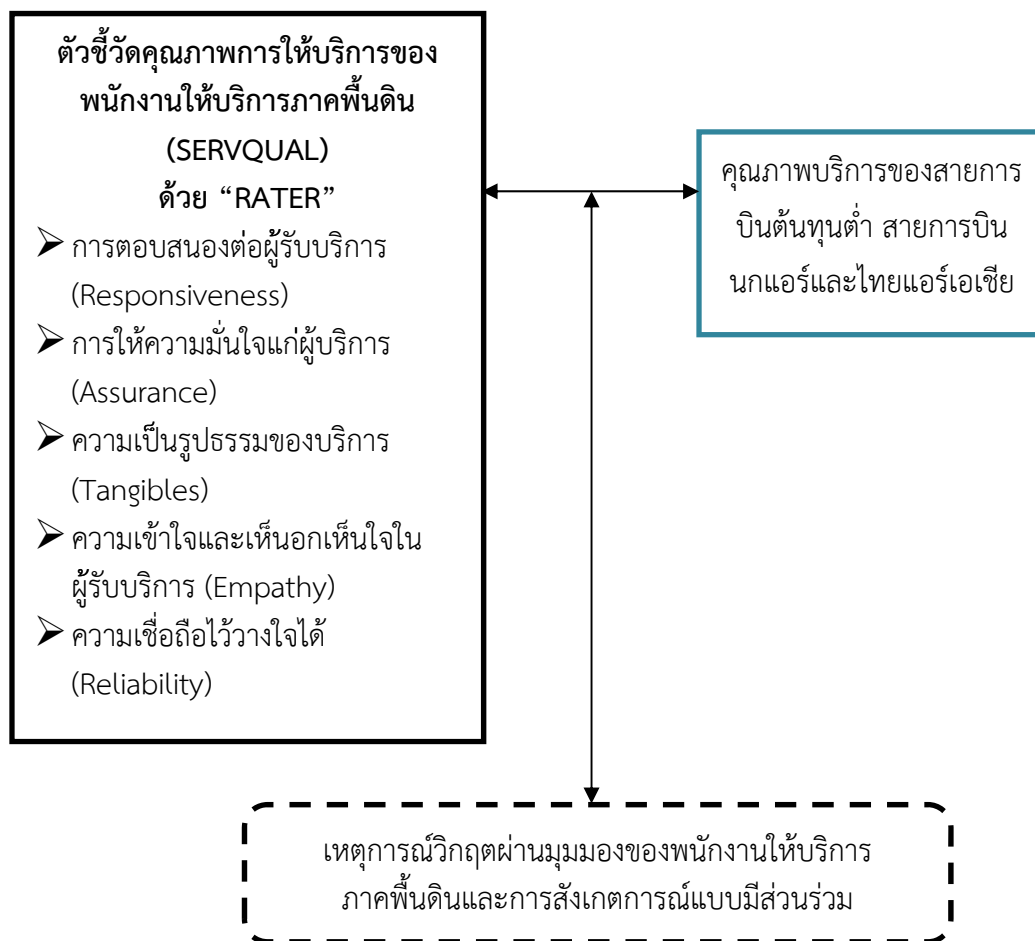 ตัวชี้วัดคุณภาพการให้บริการของ
พนักงานให้บริการภาคพื้นดิน
(SERVQUAL)
ด้วย “RATER”
➢ การตอบสนองต่อผู้รับบริการ
(Responsiveness)
➢ การให้ความมั่นใจแก่ผู้บริการ
(Assurance)
➢ ความเป็นรูปธรรมของบริการ
(Tangibles)
➢ ความเข้าใจและเห็นอกเห็นใจใน
ผู้รับบริการ (Empathy)
➢ ความเชื่อถือไว้วางใจได้
(Reliability)
คุณภาพบริการของสายการ
บินต้นทุนต่ำ สายการบิน
นกแอร์และไทยแอร์เอเชีย
เหตุการณ์วิกฤตผ่านมุมมองของพนักงานให้บริการ
ภาคพื้นดินและการสังเกตการณ์แบบมีส่วนร่วม